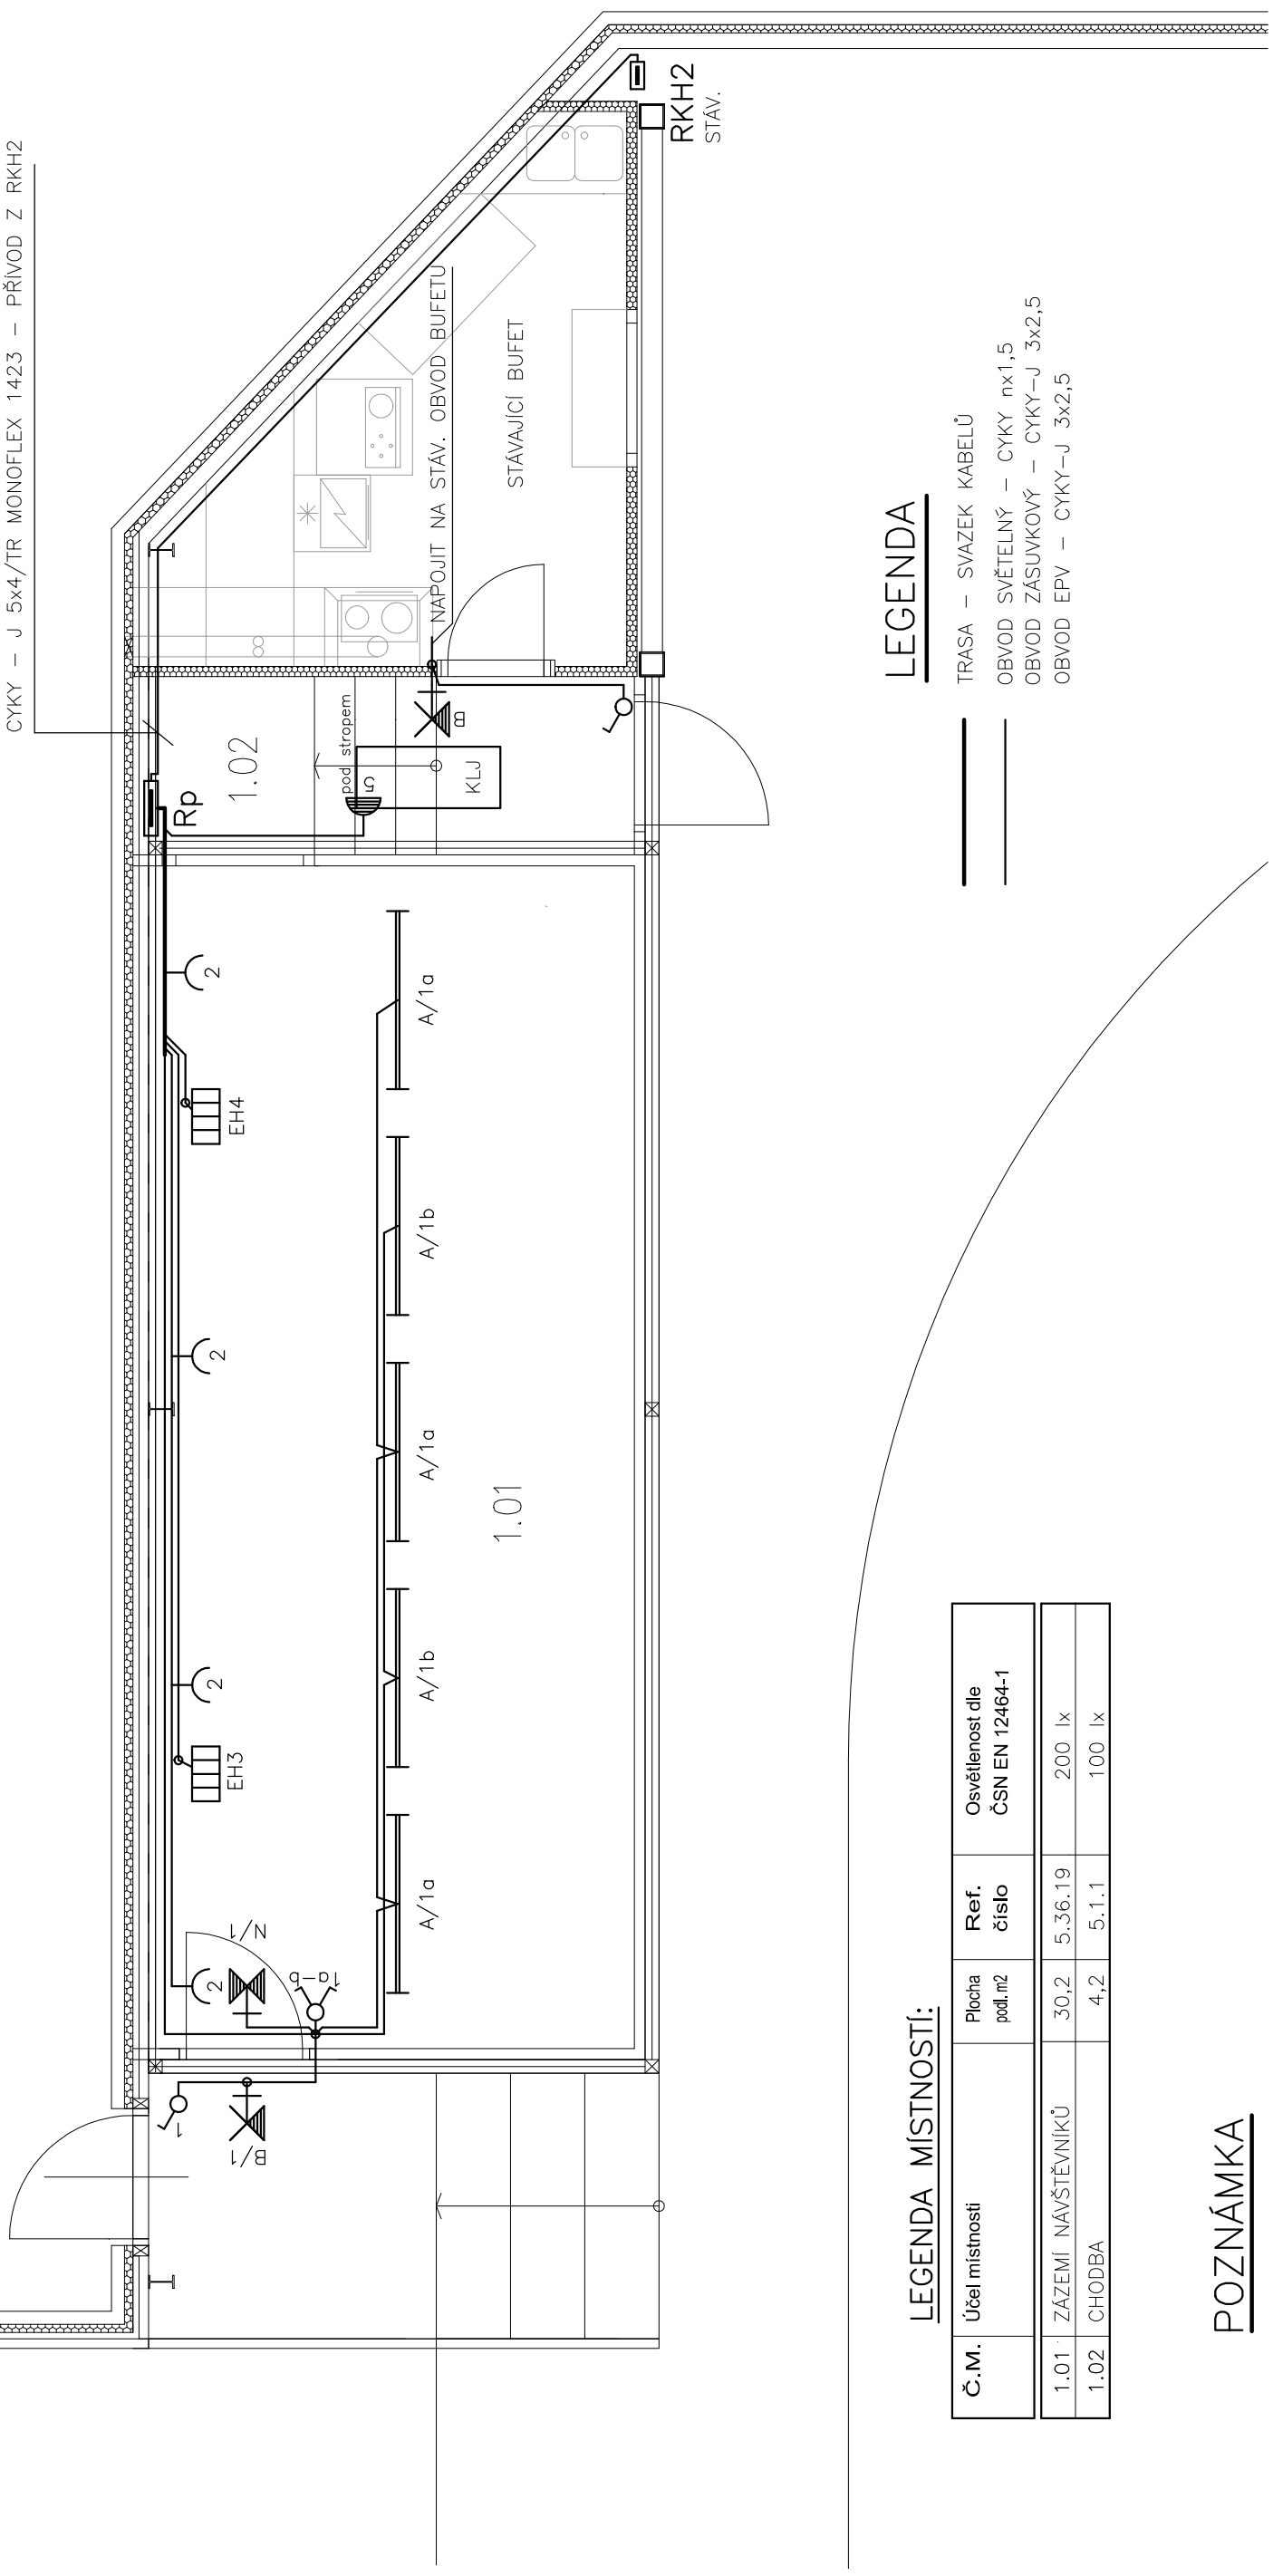 CYKY – J 5x4/TR MONOFLEX 1423 – PŘÍVOD Z RKH2
RKH2
STÁV.
NAPOJIT NA STÁV. OBVOD BUFETU
STÁVAJÍCÍ BUFET
Rp
1.02
pod stropem
5
KLJ
B
2
EH4
2
2
EH3
2
N/1
1a-b
1
B/1
A/1a
A/1b
A/1a
A/1b
A/1a
1.01
LEGENDA
TRASA – SVAZEK KABELŮ
OBVOD SVĚTELNÝ – CYKY nx1,5
OBVOD ZÁSUVKOVÝ – CYKY-J 3x2,5
OBVOD EPV – CYKY-J 3x2,5
LEGENDA MÍSTNOSTÍ:
Č.M. Účel místnosti Plocha podl. m2 Ref. číslo Osvětlenost dle ČSN EN 12464-1
1.01 ZÁZEMÍ NÁVŠTĚVNÍKŮ 30,2 5.36.19 200 lx
1.02 CHODBA 4,2 5.1.1 100 lx
POZNÁMKA